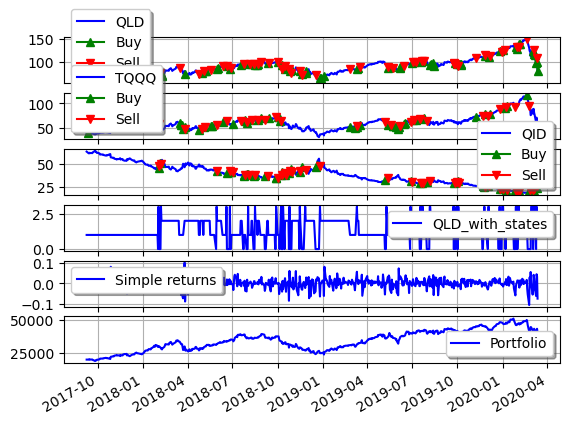 QLD
Buy
Sell
150
100
TQQQ
Buy
Sell
100
50
QID
Buy
Sell
50
25
QLD_with_states
2.5
0.0
Simple returns
0.1
0.0
−0.1
Portfolio
50000
25000
2017-10
2018-01
2018-04
2018-07
2018-10
2019-01
2019-04
2019-07
2019-10
2020-01
2020-04